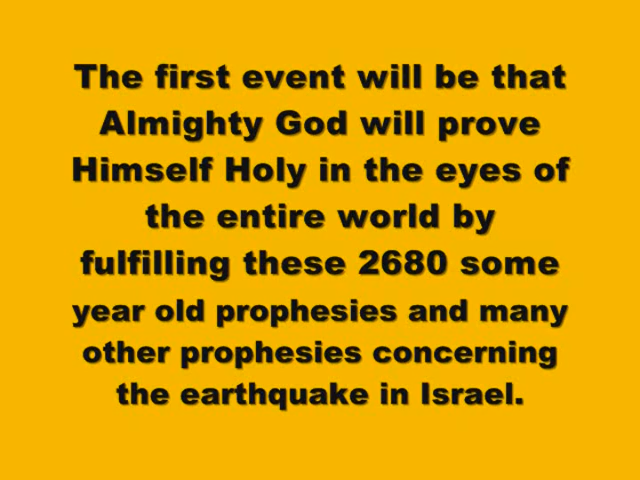 The first event will be that
Almighty God will prove
Himself Holy in the eyes of
the entire world by
fulfilling these 2680 some
year old prophesies and many
other prophesies concerning
the earthquake in Israel.